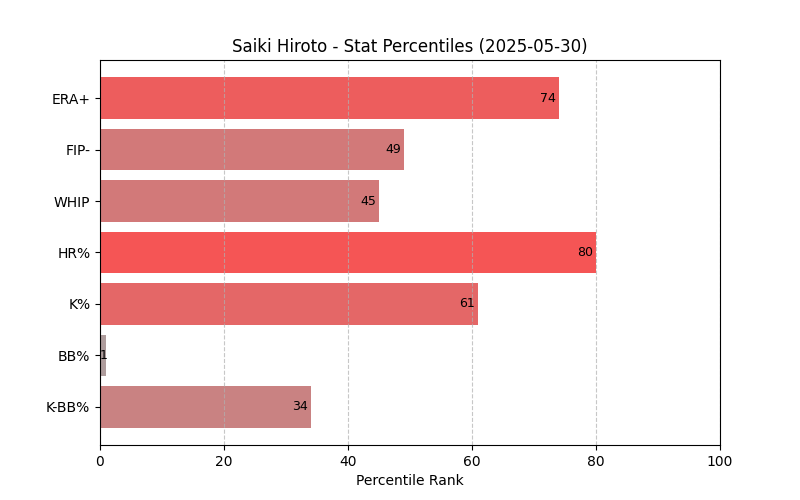 Saiki Hiroto - Stat Percentiles (2025-05-30)
ERA+ 74
FIP- 49
WHIP 45
HR% 80
K% 61
BB% 1
K-BB% 34
0 20 40 60 80 100
Percentile Rank